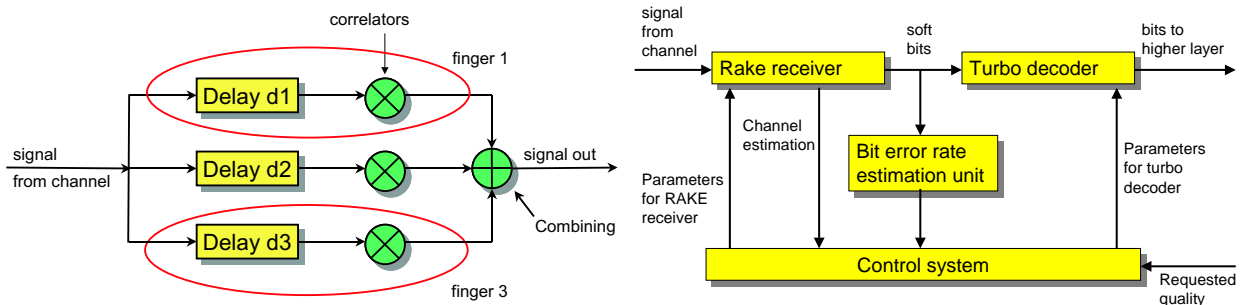 correlators
finger 1
Delay d1
signal
from channel
Delay d2
signal out
Combining
Delay d3
finger 3
signal
from
channel
Rake receiver
soft
bits
Turbo decoder
bits to
higher layer
Channel
estimation
Bit error rate
estimation unit
Parameters
for RAKE
receiver
Parameters
for turbo
decoder
Control system
Requested
quality